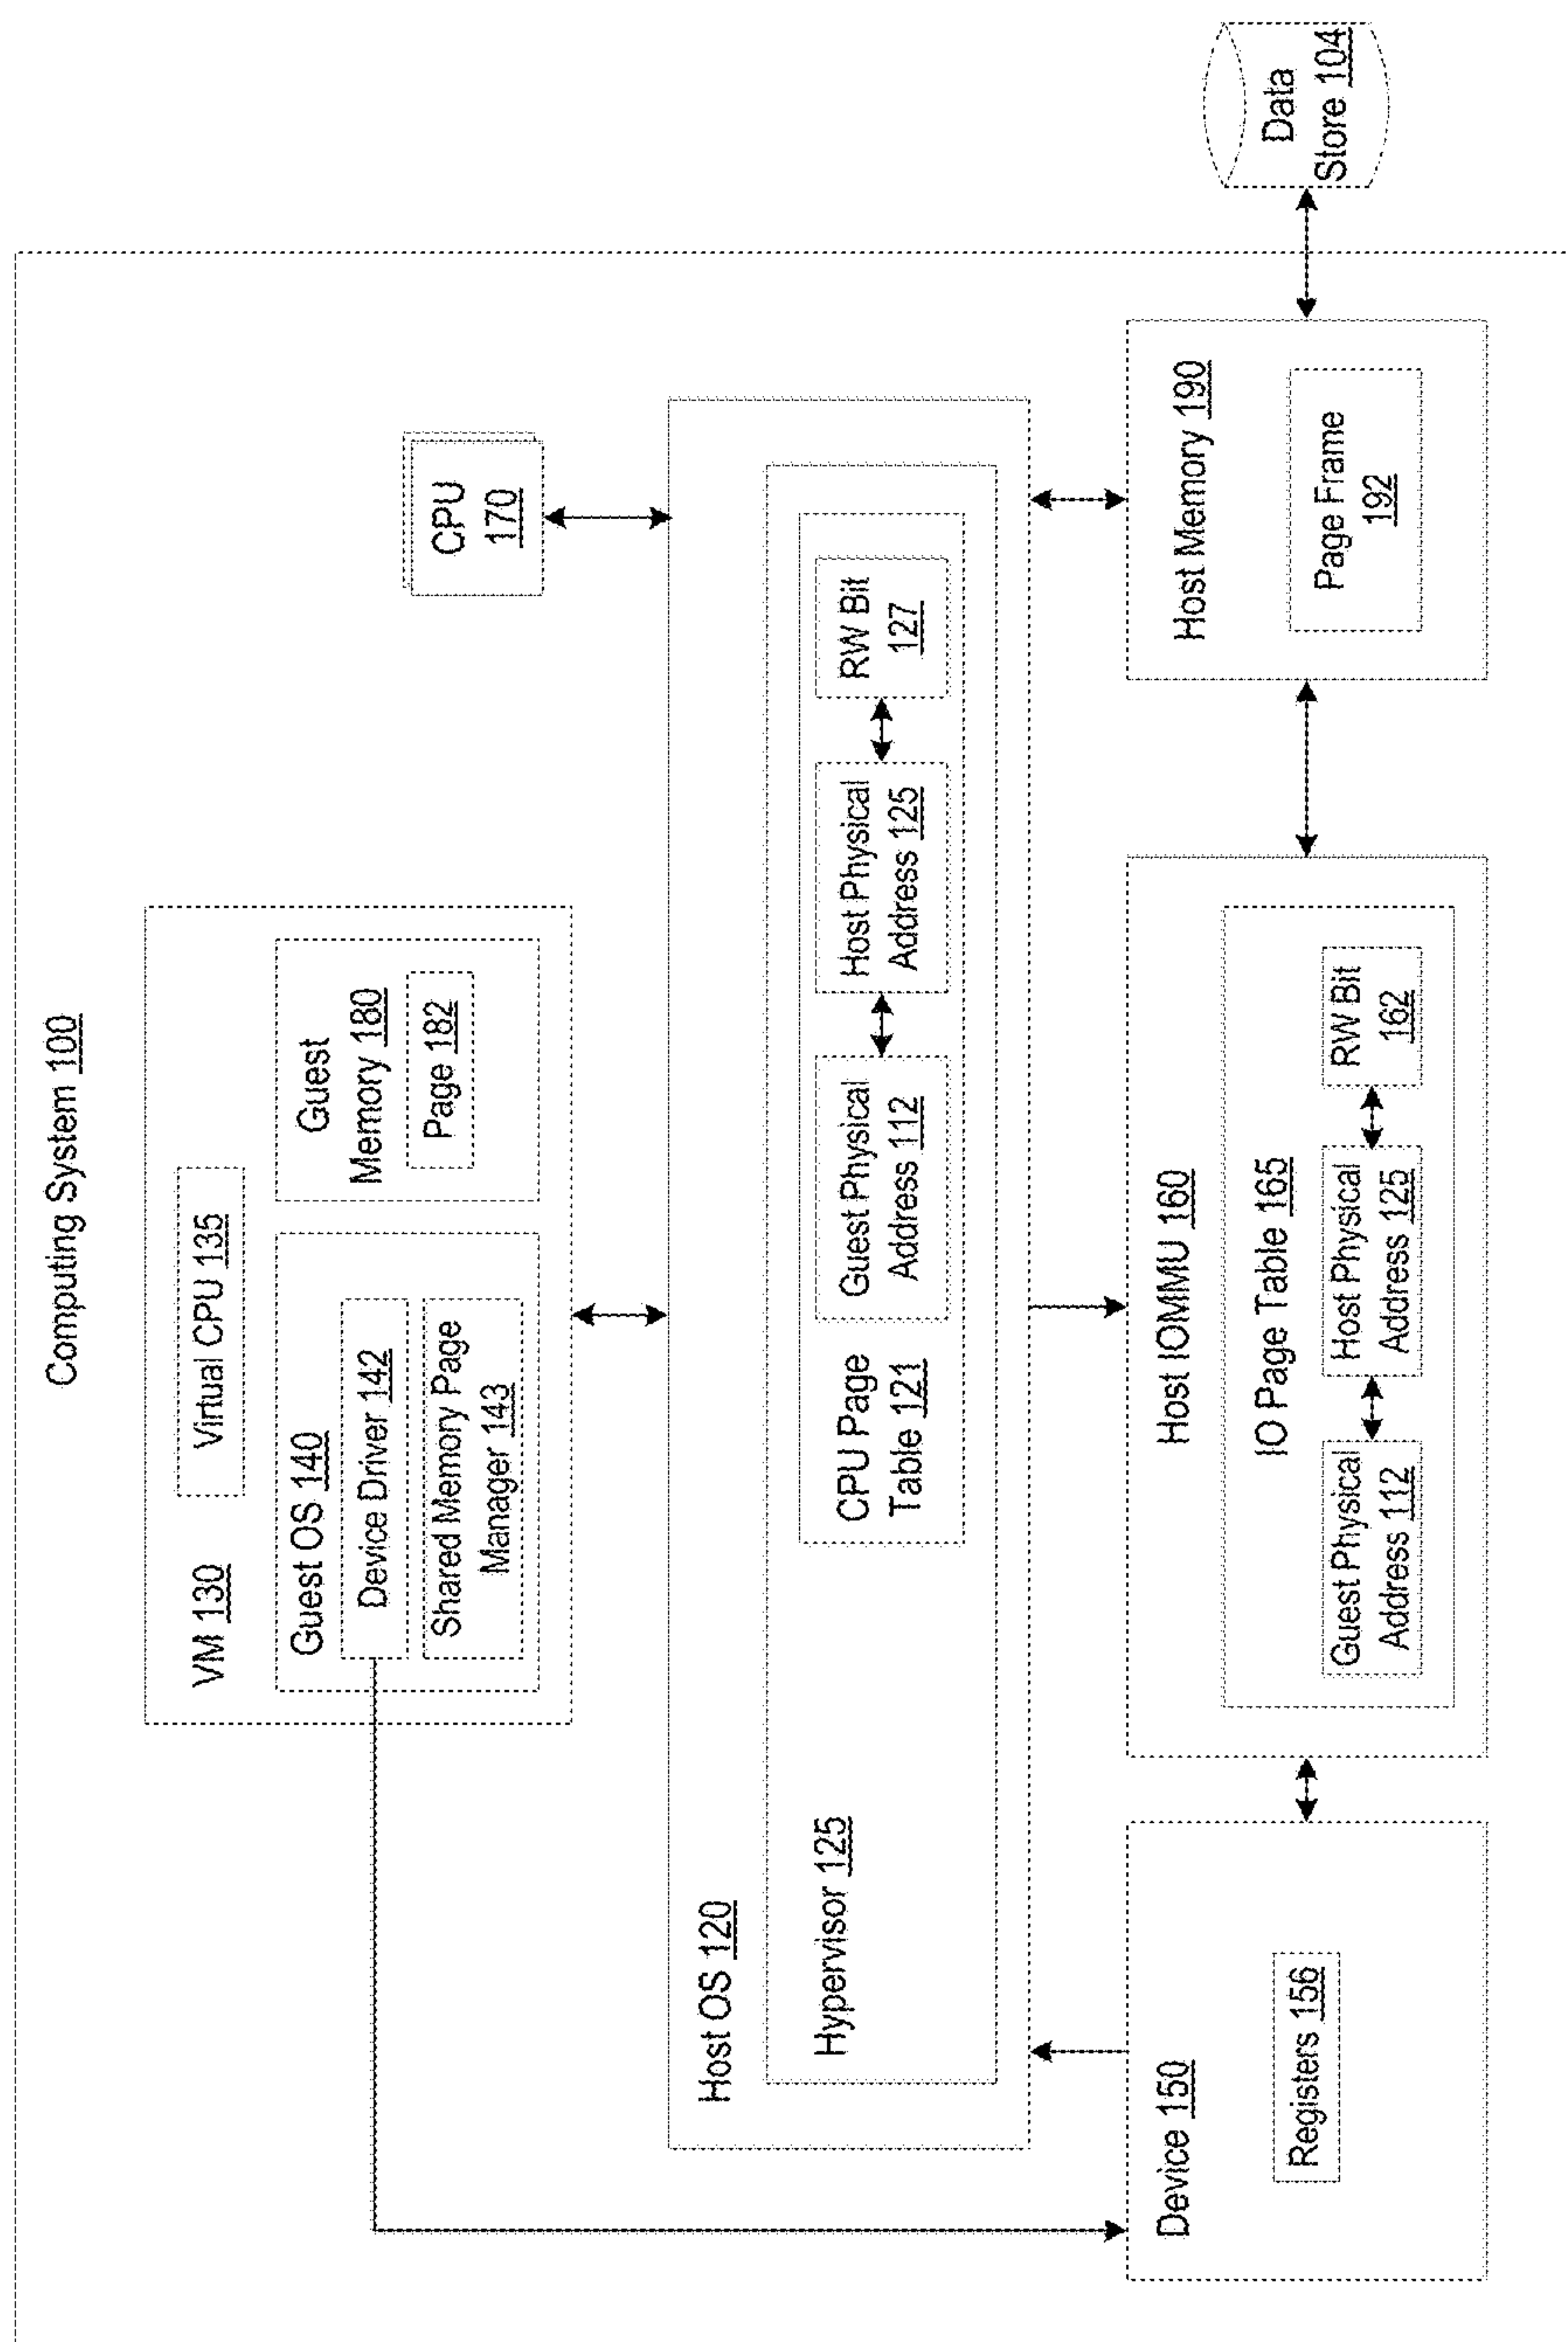 Computing System 100
VM 130
Virtual CPU 135
Guest OS 140
Device Driver 142
Shared Memory Page
Manager 143
Guest
Memory 180
Page 182
CPU
170
Host OS 120
Hypervisor 125
CPU Page
Table 121
Guest Physical
Address 112
Host Physical
Address 125
RW Bit
127
Device 150
Registers 156
Host IOMMU 160
IO Page Table 165
Guest Physical
Address 112
Host Physical
Address 125
RW Bit
162
Host Memory 190
Page Frame
192
Data
Store 104